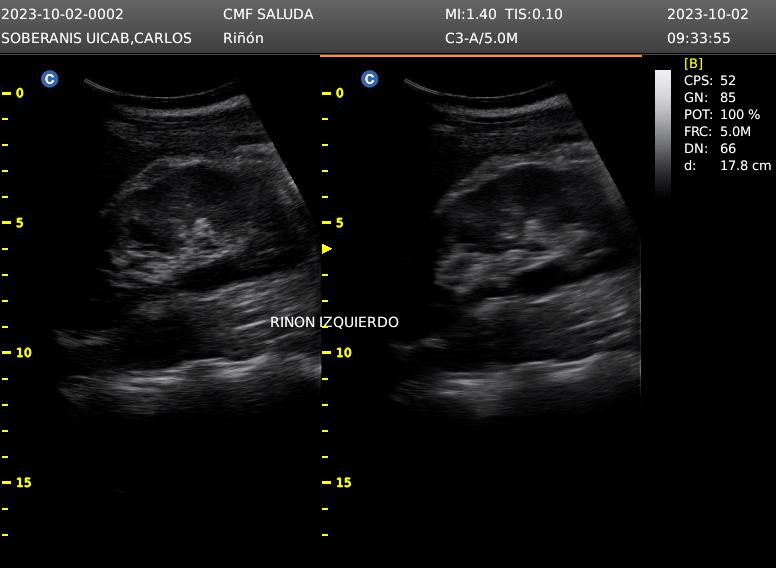 2023-10-02-0002 CMF SALUDA MI:1.40 TIS:0.10 2023-10-02
SOBERANIS UICAB,CARLOS Riñón C3-A/5.0M 09:33:55
C C
[B]
CPS: 52
GN: 85
POT: 100 %
FRC: 5.0M
DN: 66
d: 17.8 cm
0 0
5 5
RINON IZQUIERDO
10 10
15 15